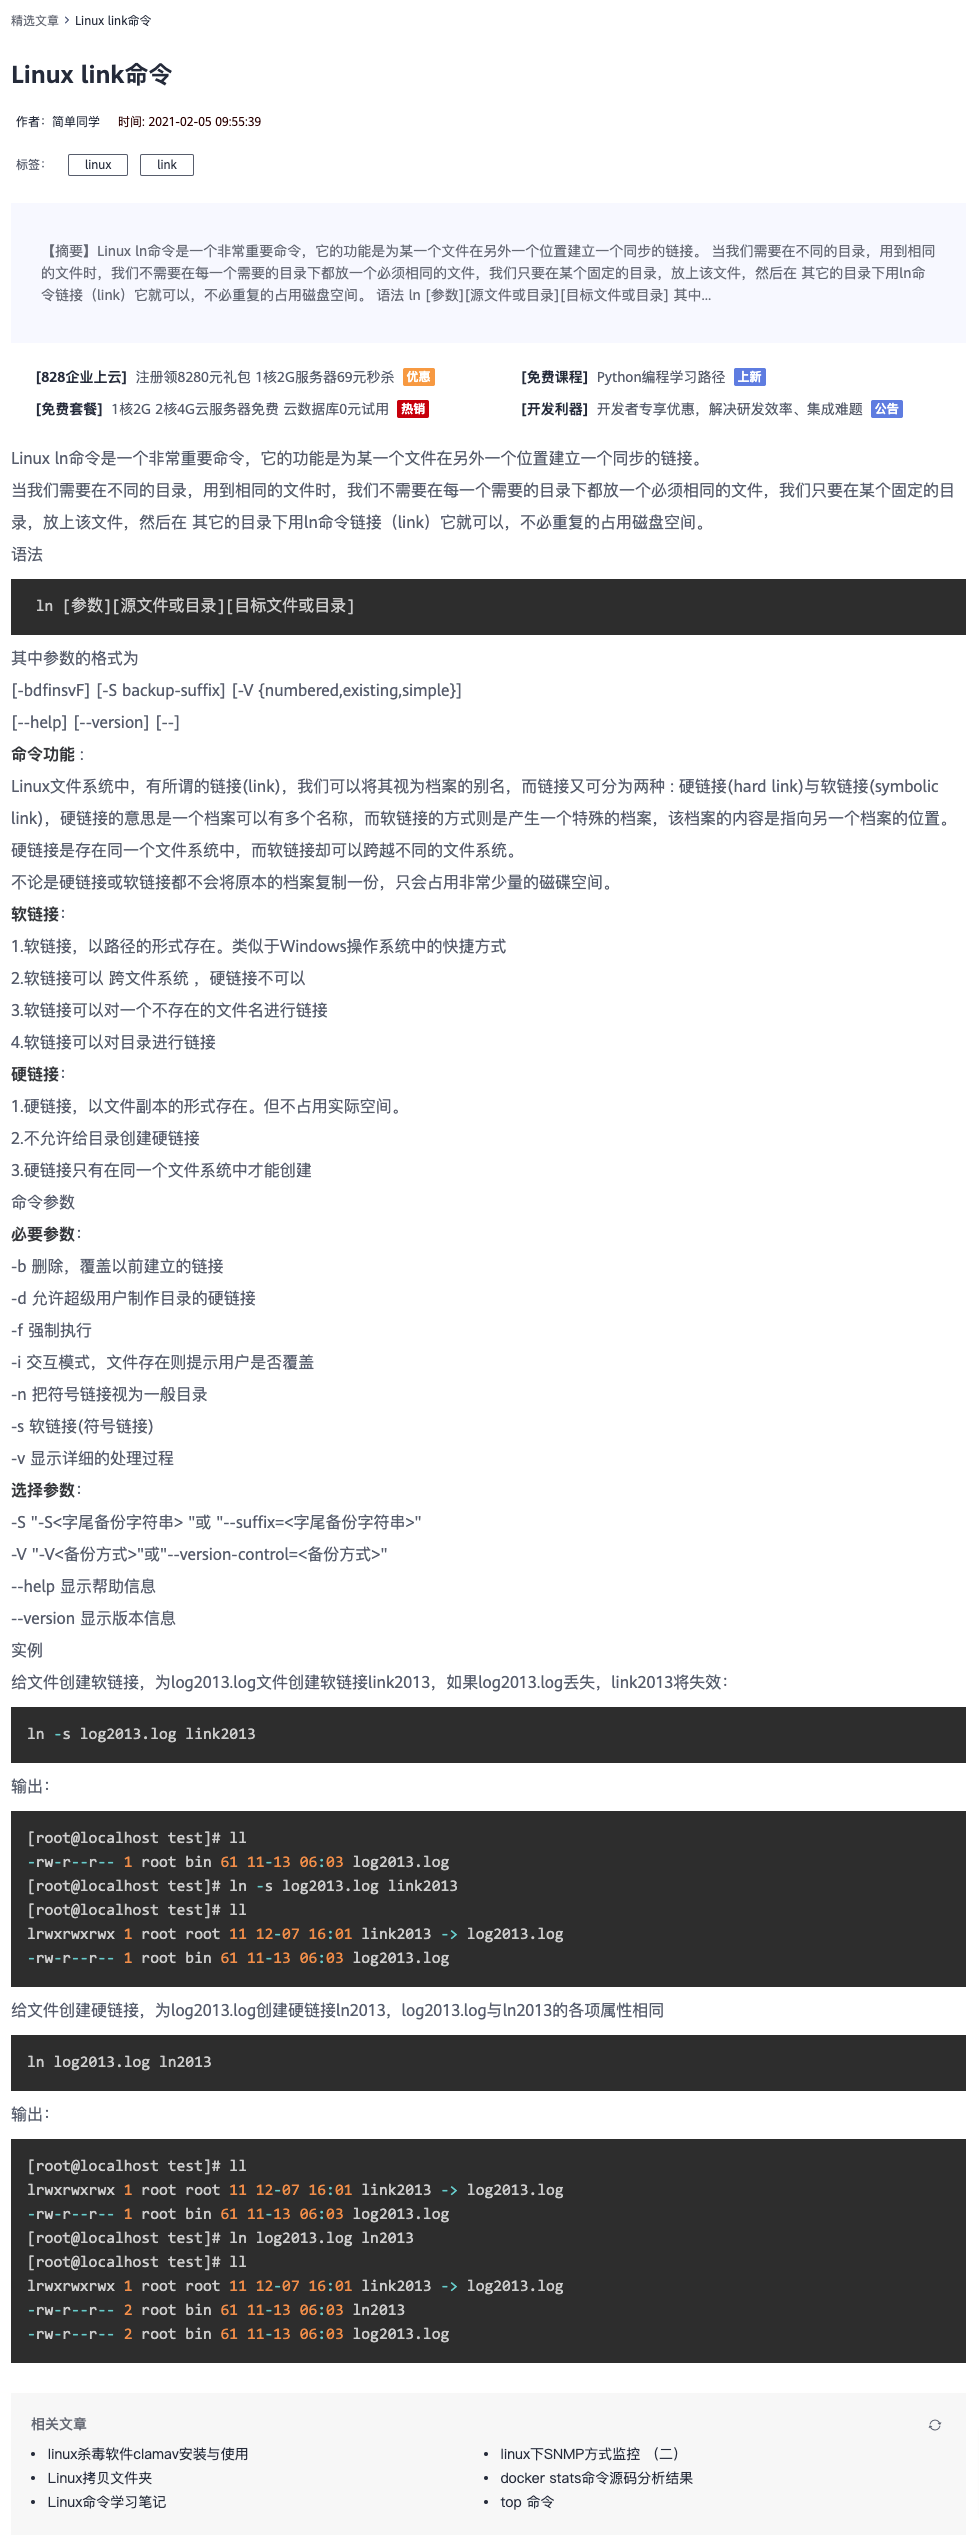 精选文章 > Linux link命令
Linux link命令
作者：简单同学 时间: 2021-02-05 09:55:39
标签： linux link
【摘要】Linux ln命令是一个非常重要命令，它的功能是为某一个文件在另外一个位置建立一个同步的链接。 当我们需要在不同的目录，用到相同
的文件时，我们不需要在每一个需要的目录下都放一个必须相同的文件，我们只要在某个固定的目录，放上该文件，然后在 其它的目录下用ln命
令链接（link）它就可以，不必重复的占用磁盘空间。 语法 ln [参数][源文件或目录][目标文件或目录] 其中...
[828企业上云] 注册领8280元礼包 1核2G服务器69元秒杀 优惠
[免费课程] Python编程学习路径 上新
[免费套餐] 1核2G 2核4G云服务器免费 云数据库0元试用 热销
[开发利器] 开发者专享优惠，解决研发效率、集成难题 公告
Linux ln命令是一个非常重要命令，它的功能是为某一个文件在另外一个位置建立一个同步的链接。
当我们需要在不同的目录，用到相同的文件时，我们不需要在每一个需要的目录下都放一个必须相同的文件，我们只要在某个固定的目
录，放上该文件，然后在 其它的目录下用ln命令链接（link）它就可以，不必重复的占用磁盘空间。
语法
ln [参数][源文件或目录][目标文件或目录]
其中参数的格式为
[-bdfinsvF] [-S backup-suffix] [-V {numbered,existing,simple}]
[--help] [--version] [--]
命令功能 :
Linux文件系统中，有所谓的链接(link)，我们可以将其视为档案的别名，而链接又可分为两种 : 硬链接(hard link)与软链接(symbolic
link)，硬链接的意思是一个档案可以有多个名称，而软链接的方式则是产生一个特殊的档案，该档案的内容是指向另一个档案的位置。
硬链接是存在同一个文件系统中，而软链接却可以跨越不同的文件系统。
不论是硬链接或软链接都不会将原本的档案复制一份，只会占用非常少量的磁碟空间。
软链接：
1.软链接，以路径的形式存在。类似于Windows操作系统中的快捷方式
2.软链接可以 跨文件系统 ，硬链接不可以
3.软链接可以对一个不存在的文件名进行链接
4.软链接可以对目录进行链接
硬链接：
1.硬链接，以文件副本的形式存在。但不占用实际空间。
2.不允许给目录创建硬链接
3.硬链接只有在同一个文件系统中才能创建
命令参数
必要参数：
-b 删除，覆盖以前建立的链接
-d 允许超级用户制作目录的硬链接
-f 强制执行
-i 交互模式，文件存在则提示用户是否覆盖
-n 把符号链接视为一般目录
-s 软链接(符号链接)
-v 显示详细的处理过程
选择参数：
-S "-S<字尾备份字符串> "或 "--suffix=<字尾备份字符串>"
-V "-V<备份方式>"或"--version-control=<备份方式>"
--help 显示帮助信息
--version 显示版本信息
实例
给文件创建软链接，为log2013.log文件创建软链接link2013，如果log2013.log丢失，link2013将失效：
ln -s log2013.log link2013
输出：
[root@localhost test]# ll
-rw-r--r-- 1 root bin 61 11-13 06:03 log2013.log
[root@localhost test]# ln -s log2013.log link2013
[root@localhost test]# ll
lrwxrwxrwx 1 root root 11 12-07 16:01 link2013 -> log2013.log
-rw-r--r-- 1 root bin 61 11-13 06:03 log2013.log
给文件创建硬链接，为log2013.log创建硬链接ln2013，log2013.log与ln2013的各项属性相同
ln log2013.log ln2013
输出：
[root@localhost test]# ll
lrwxrwxrwx 1 root root 11 12-07 16:01 link2013 -> log2013.log
-rw-r--r-- 1 root bin 61 11-13 06:03 log2013.log
[root@localhost test]# ln log2013.log ln2013
[root@localhost test]# ll
lrwxrwxrwx 1 root root 11 12-07 16:01 link2013 -> log2013.log
-rw-r--r-- 2 root bin 61 11-13 06:03 ln2013
-rw-r--r-- 2 root bin 61 11-13 06:03 log2013.log
相关文章
• linux杀毒软件clamav安装与使用
• linux下SNMP方式监控 （二）
• Linux拷贝文件夹
• docker stats命令源码分析结果
• Linux命令学习笔记
• top 命令